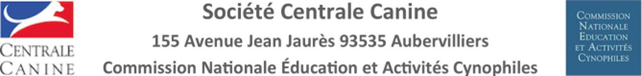 CENTRALE
CANINE
Société Centrale Canine
155 Avenue Jean Jaurès 93535 Aubervilliers
Commission Nationale Éducation et Activités Cynophiles
COMMISSION
NATIONALE
EDUCATION
ET ACTIVITÉS
CYNOPHILES